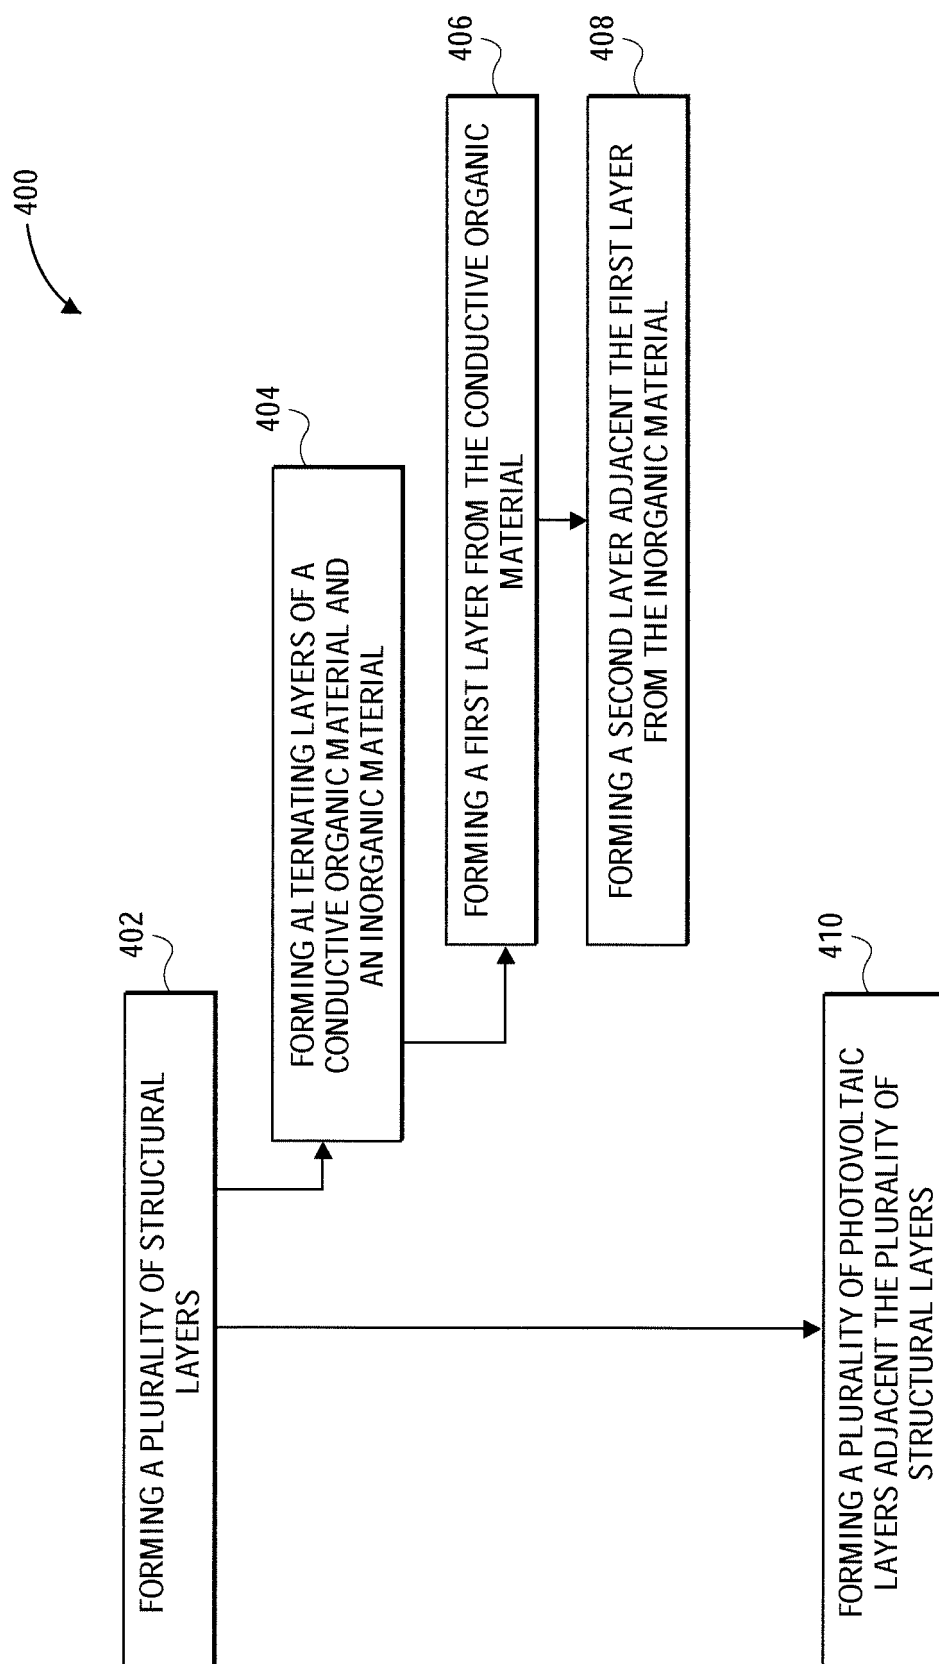 400
402
FORMING A PLURALITY OF STRUCTURAL
LAYERS
404
FORMING ALTERNATING LAYERS OF A
CONDUCTIVE ORGANIC MATERIAL AND
AN INORGANIC MATERIAL
406
FORMING A FIRST LAYER FROM THE CONDUCTIVE ORGANIC
MATERIAL
408
FORMING A SECOND LAYER ADJACENT THE FIRST LAYER
FROM THE INORGANIC MATERIAL
410
FORMING A PLURALITY OF PHOTOVOLTAIC
LAYERS ADJACENT THE PLURALITY OF
STRUCTURAL LAYERS